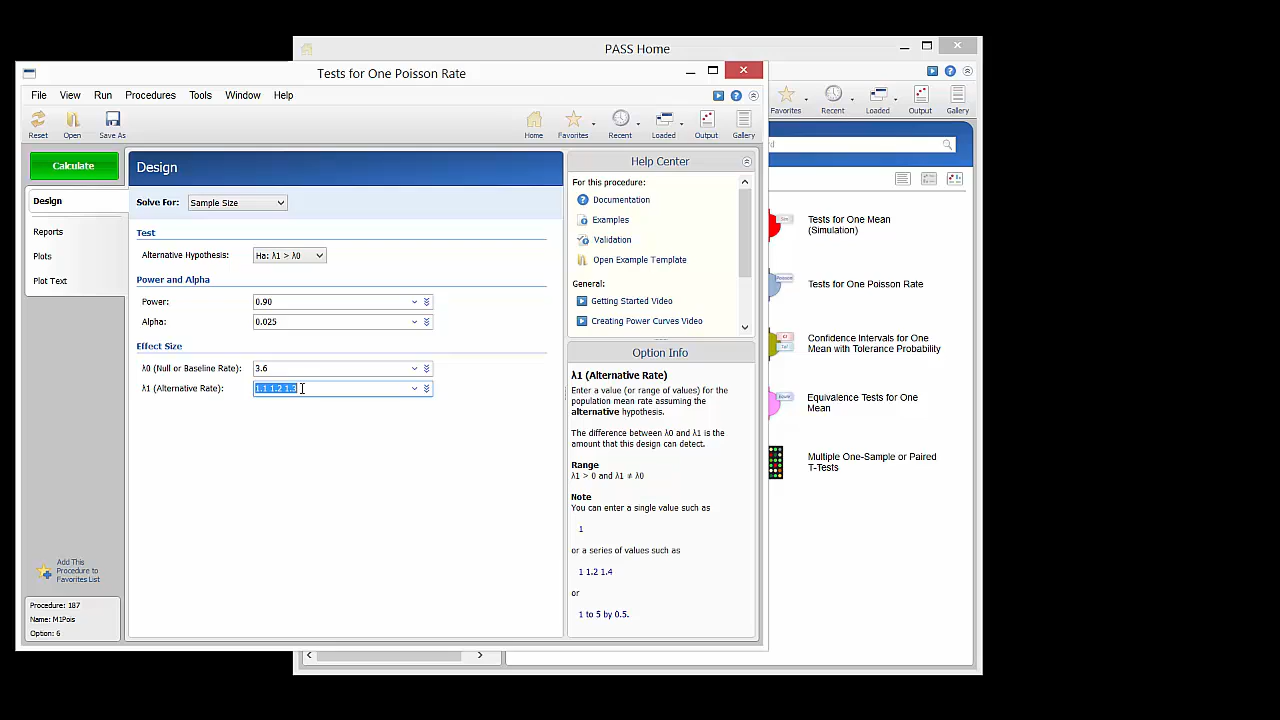 PASS Home
Tests for One Poisson Rate
File View Run Procedures Tools Window Help
Reset Open Save As Home Favorites Recent Loaded Output Gallery
Favorites Recent Loaded Output Gallery
Calculate
Design
Reports
Plots
Plot Text
Add This
Procedure to
Favorites List
Procedure: 187
Name: M1Pois
Option: 6
Design
Solve For: Sample Size
Test
Alternative Hypothesis: Ha: λ1 > λ0
Power and Alpha
Power: 0.90
Alpha: 0.025
Effect Size
λ0 (Null or Baseline Rate): 3.6
λ1 (Alternative Rate): 1.1 1.2 1.3
Help Center
For this procedure:
Documentation
Examples
Validation
Open Example Template
General:
Getting Started Video
Creating Power Curves Video
Option Info
λ1 (Alternative Rate)
Enter a value (or range of values) for the
population mean rate assuming the
alternative hypothesis.
The difference between λ0 and λ1 is the
amount that this design can detect.
Range
λ1 > 0 and λ1 ≠ λ0
Note
You can enter a single value such as
1
or a series of values such as
1 1.2 1.4
or
1 to 5 by 0.5.
Tests for One Mean
(Simulation)
Tests for One Poisson Rate
Confidence Intervals for One
Mean with Tolerance Probability
Equivalence Tests for One
Mean
Multiple One-Sample or Paired
T-Tests